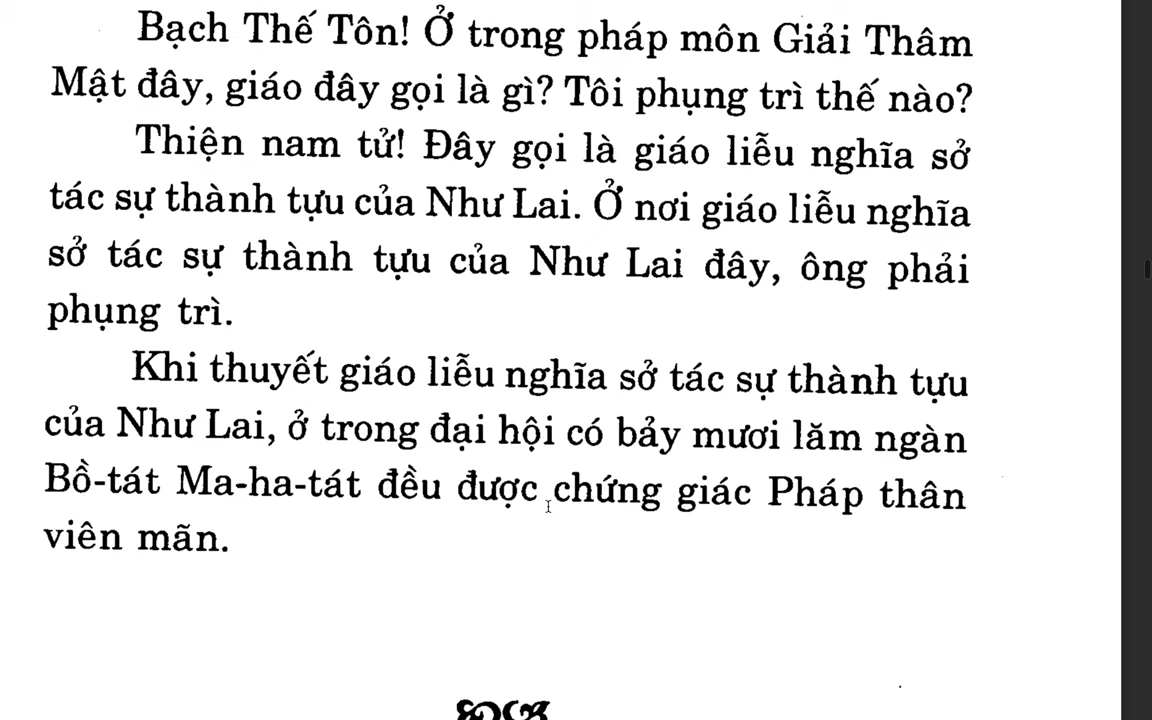 Bạch Thế Tôn! Ở trong pháp môn Giải Thâm
Mật đây, giáo đây gọi là gì? Tôi phụng trì thế nào?
Thiện nam tử! Đây gọi là giáo liễu nghĩa sở
tác sự thành tựu của Như Lai. Ở nơi giáo liễu nghĩa
sở tác sự thành tựu của Như Lai đây, ông phải
phụng trì.
Khi thuyết giáo liễu nghĩa sở tác sự thành tựu
của Như Lai, ở trong đại hội có bảy mươi lăm ngàn
Bồ-tát Ma-ha-tát đều được chứng giác Pháp thân
viên mãn.